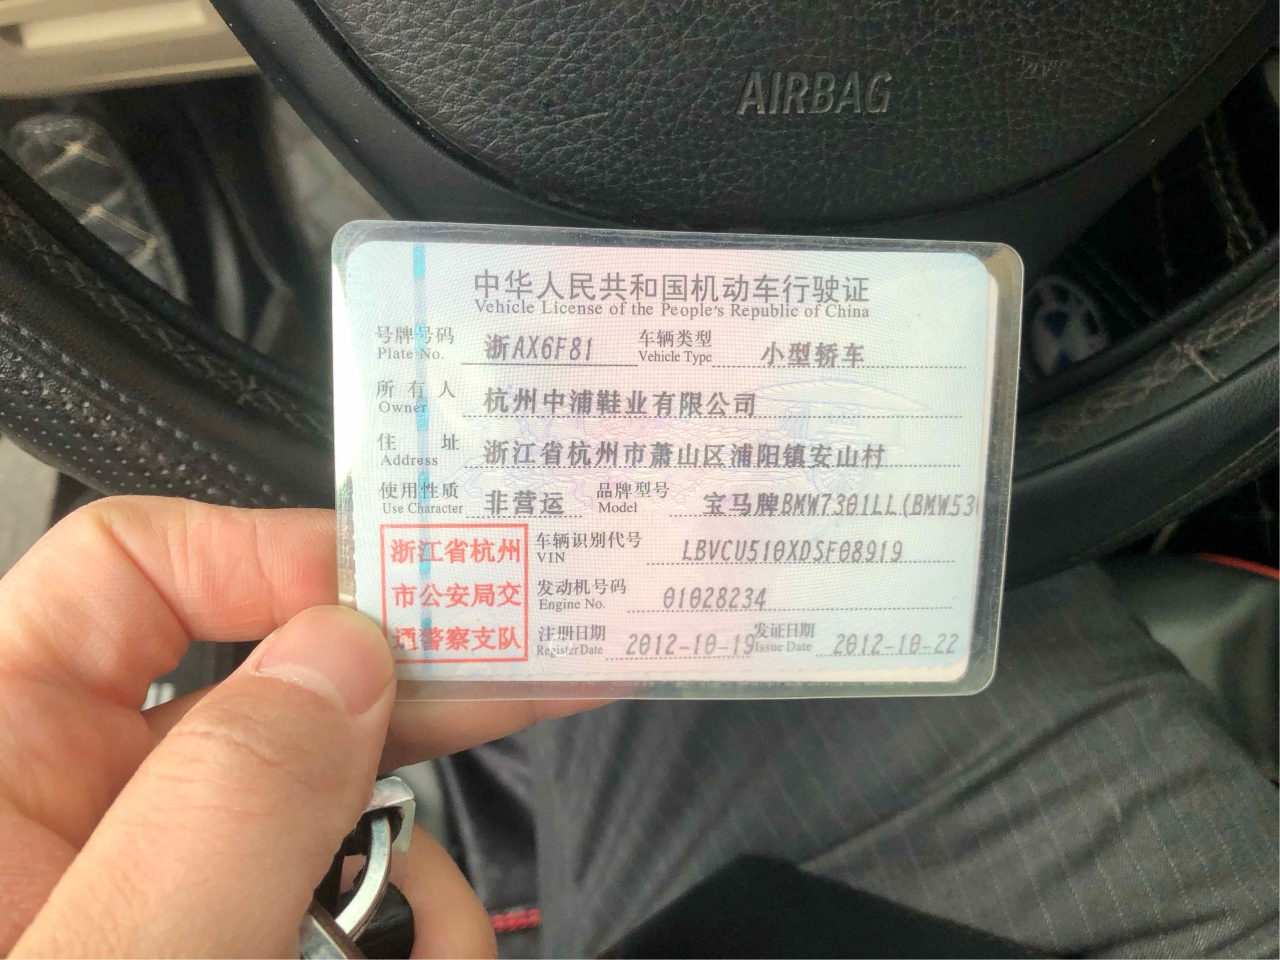 AIRBAG
中华人民共和国机动车行驶证
Vehicle License of the People's Republic of China
号牌号码 浙AX6F81 车辆类型 小型轿车
Plate No. Vehicle Type
所有人 杭州中浦鞋业有限公司
Owner
住址 浙江省杭州市萧山区浦阳镇安山村
Address
使用性质 非营运 品牌型号 宝马牌BMW7301LL(BMW530
Use Character Model
浙江省杭州
市公安局交
通警察支队
车辆识别代号 LBVCU510XDSF08919
VIN
发动机号码 01028234
Engine No.
注册日期 2012-10-19 发证日期 2012-10-22
Register Date Issue Date